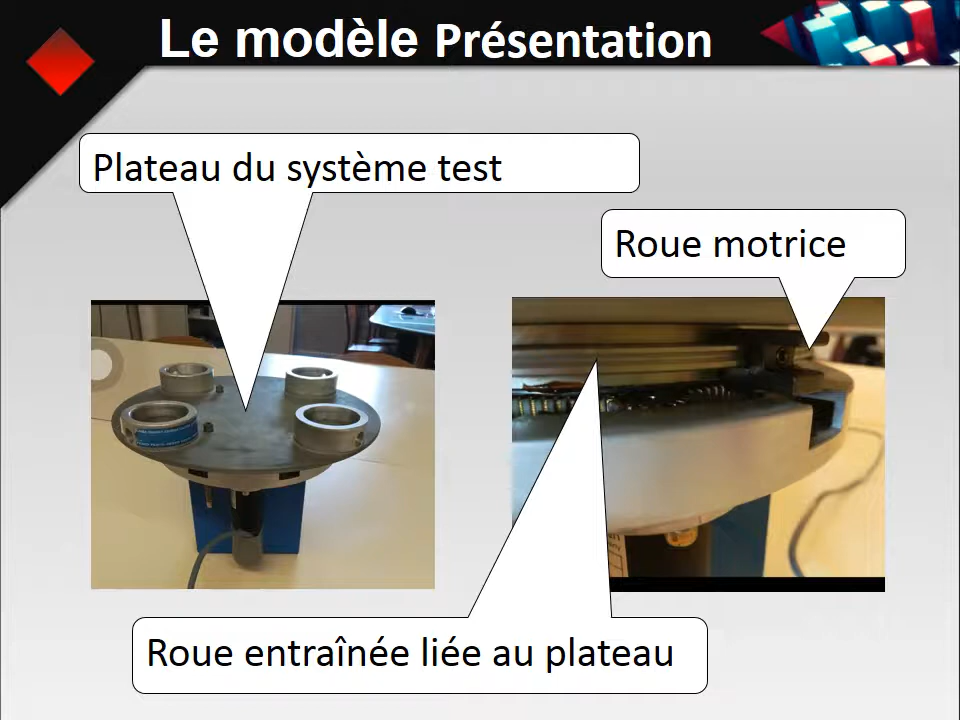 Le modèle Présentation
Plateau du système test
Roue motrice
Roue entraînée liée au plateau